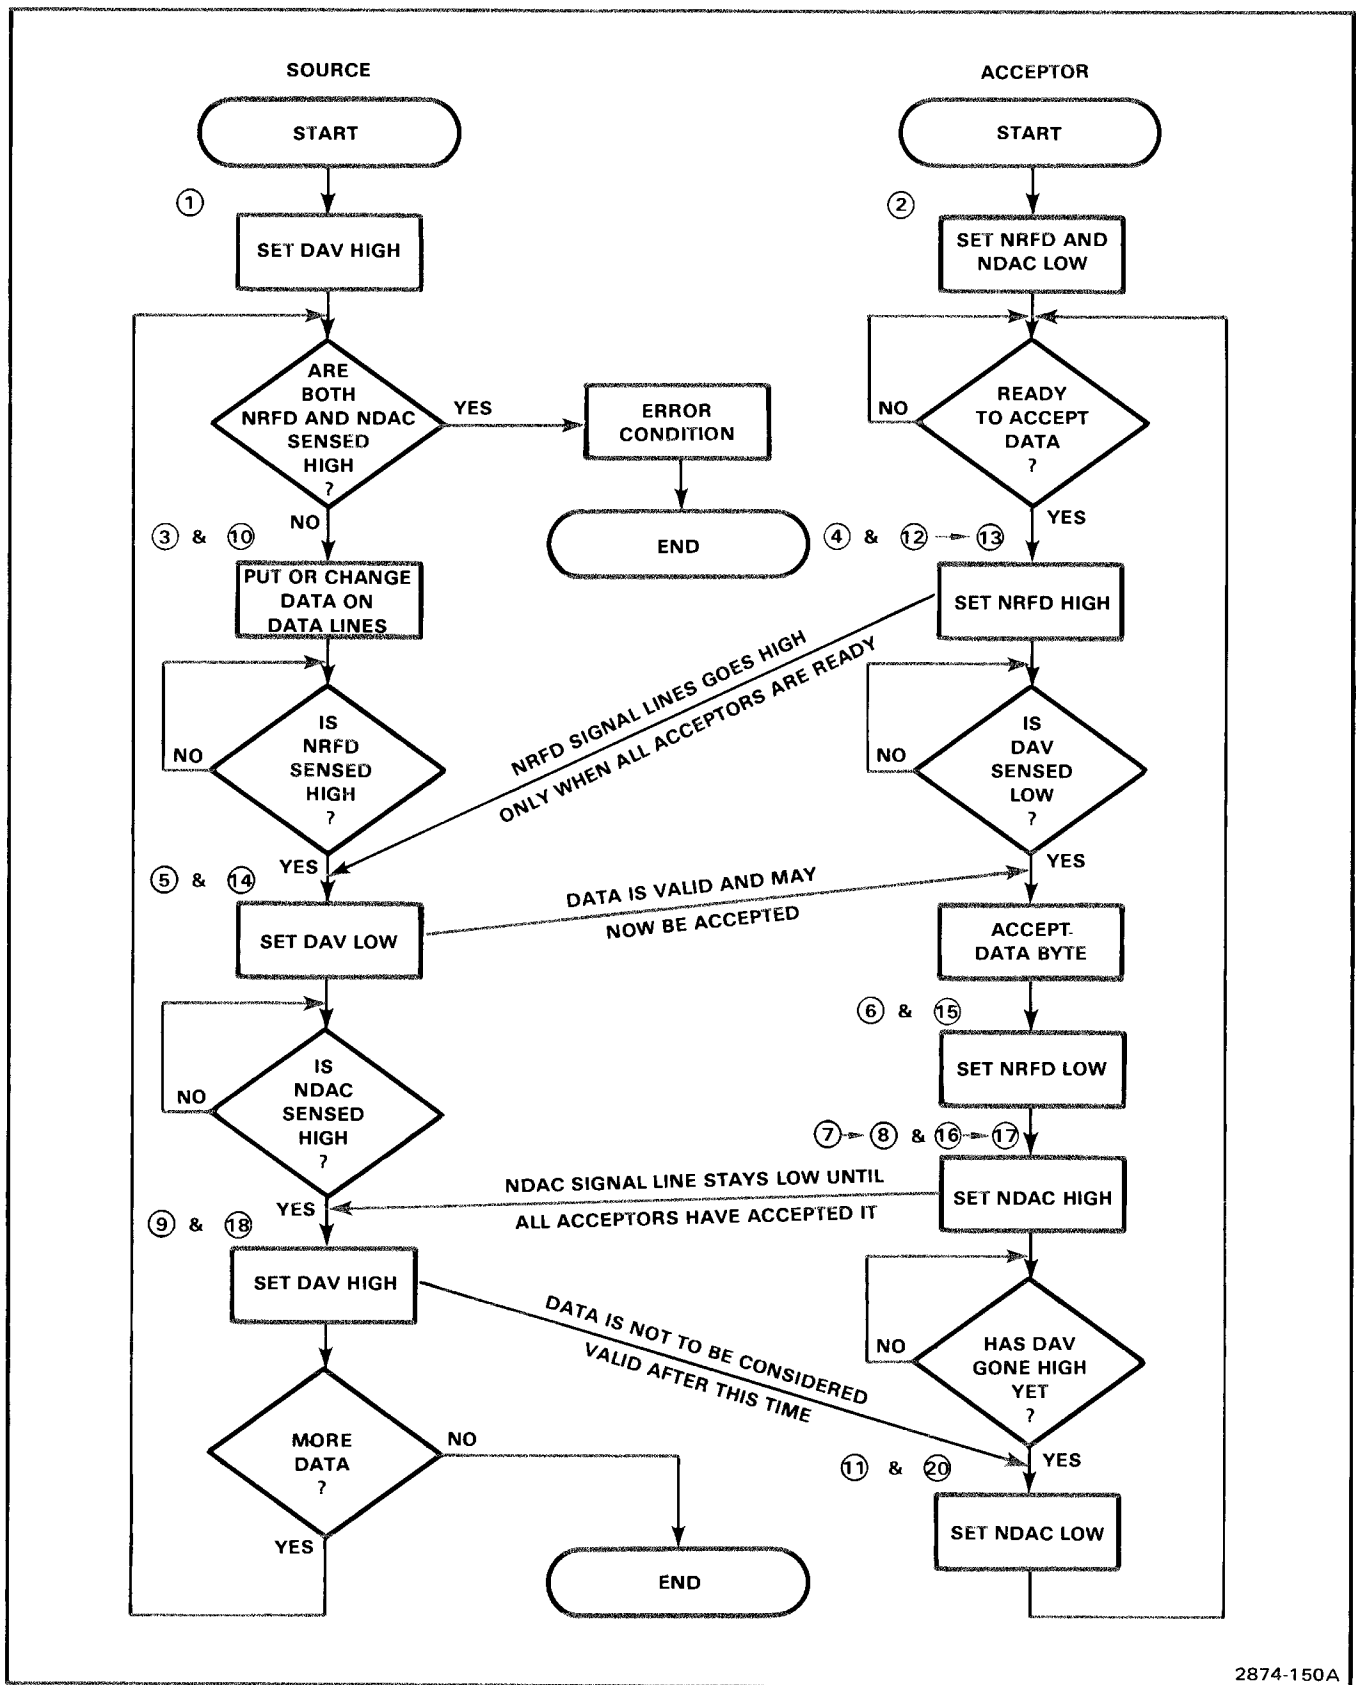 SOURCE
START
①
SET DAV HIGH
ARE
BOTH
NRFD AND NDAC
SENSED
HIGH
?
YES
ERROR
CONDITION
END
NO
③ & ⑩
PUT OR CHANGE
DATA ON
DATA LINES
IS
NRFD
SENSED
HIGH
?
NO
YES
⑤ & ⑭
SET DAV LOW
IS
NDAC
SENSED
HIGH
?
NO
YES
⑨ & ⑱
SET DAV HIGH
MORE
DATA
?
NO
END
YES
NRFD SIGNAL LINES GOES HIGH
ONLY WHEN ALL ACCEPTORS ARE READY
DATA IS VALID AND MAY
NOW BE ACCEPTED
NDAC SIGNAL LINE STAYS LOW UNTIL
ALL ACCEPTORS HAVE ACCEPTED IT
DATA IS NOT TO BE CONSIDERED
VALID AFTER THIS TIME
ACCEPTOR
START
②
SET NRFD AND
NDAC LOW
READY
TO ACCEPT
DATA
?
NO
YES
④ & ⑫ → ⑬
SET NRFD HIGH
IS
DAV
SENSED
LOW
?
NO
YES
ACCEPT
DATA BYTE
⑥ & ⑮
SET NRFD LOW
⑦ → ⑧ & ⑯ → ⑰
SET NDAC HIGH
HAS DAV
GONE HIGH
YET
?
NO
YES
⑪ & ⑳
SET NDAC LOW
2874-150A